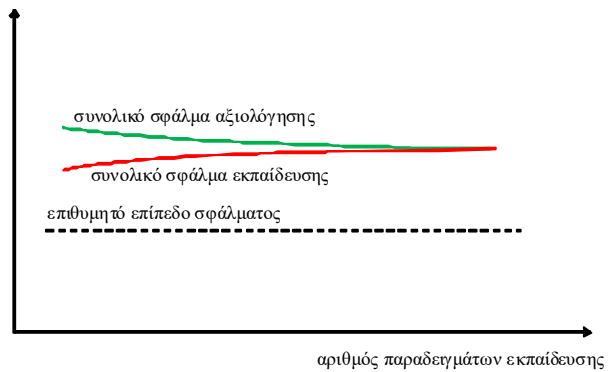 συνολικό σφάλμα αξιολόγησης
συνολικό σφάλμα εκπαίδευσης
επιθυμητό επίπεδο σφάλματος
αριθμός παραδειγμάτων εκπαίδευσης